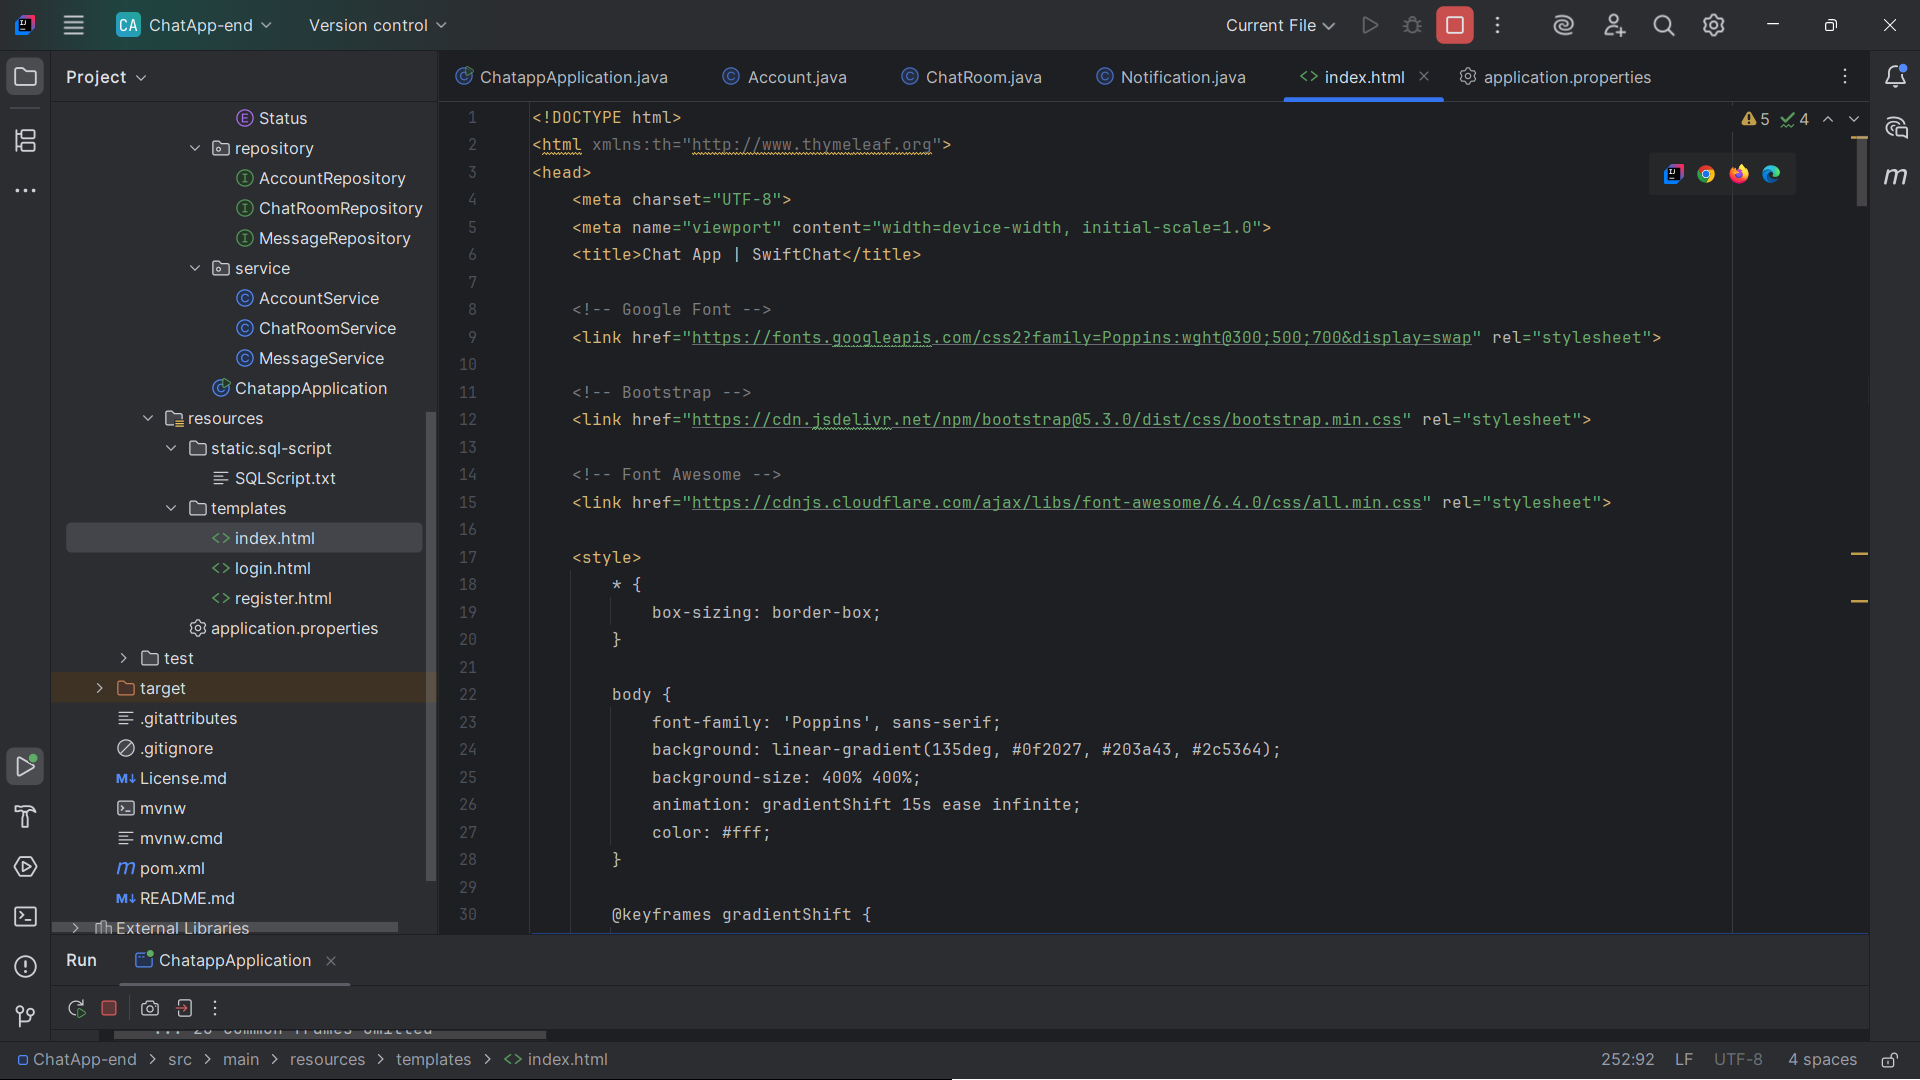 CA ChatApp-end Version control Current File
Project
ChatappApplication.java Account.java ChatRoom.java Notification.java index.html application.properties
Status
repository
AccountRepository
ChatRoomRepository
MessageRepository
service
AccountService
ChatRoomService
MessageService
ChatappApplication
resources
static.sql-script
SQLScript.txt
templates
index.html
login.html
register.html
application.properties
test
target
.gitattributes
.gitignore
License.md
mvnw
mvnw.cmd
pom.xml
README.md
External Libraries
5 4
1 <!DOCTYPE html>
2 <html xmlns:th="http://www.thymeleaf.org">
3 <head>
4 <meta charset="UTF-8">
5 <meta name="viewport" content="width=device-width, initial-scale=1.0">
6 <title>Chat App | SwiftChat</title>
7
8 <!-- Google Font -->
9 <link href="https://fonts.googleapis.com/css2?family=Poppins:wght@300;500;700&display=swap" rel="stylesheet">
10
11 <!-- Bootstrap -->
12 <link href="https://cdn.jsdelivr.net/npm/bootstrap@5.3.0/dist/css/bootstrap.min.css" rel="stylesheet">
13
14 <!-- Font Awesome -->
15 <link href="https://cdnjs.cloudflare.com/ajax/libs/font-awesome/6.4.0/css/all.min.css" rel="stylesheet">
16
17 <style>
18 * {
19 box-sizing: border-box;
20 }
21
22 body {
23 font-family: 'Poppins', sans-serif;
24 background: linear-gradient(135deg, #0f2027, #203a43, #2c5364);
25 background-size: 400% 400%;
26 animation: gradientShift 15s ease infinite;
27 color: #fff;
28 }
29
30 @keyframes gradientShift {
Run ChatappApplication
common frames omitted
ChatApp-end > src > main > resources > templates > index.html
252:92 LF UTF-8 4 spaces